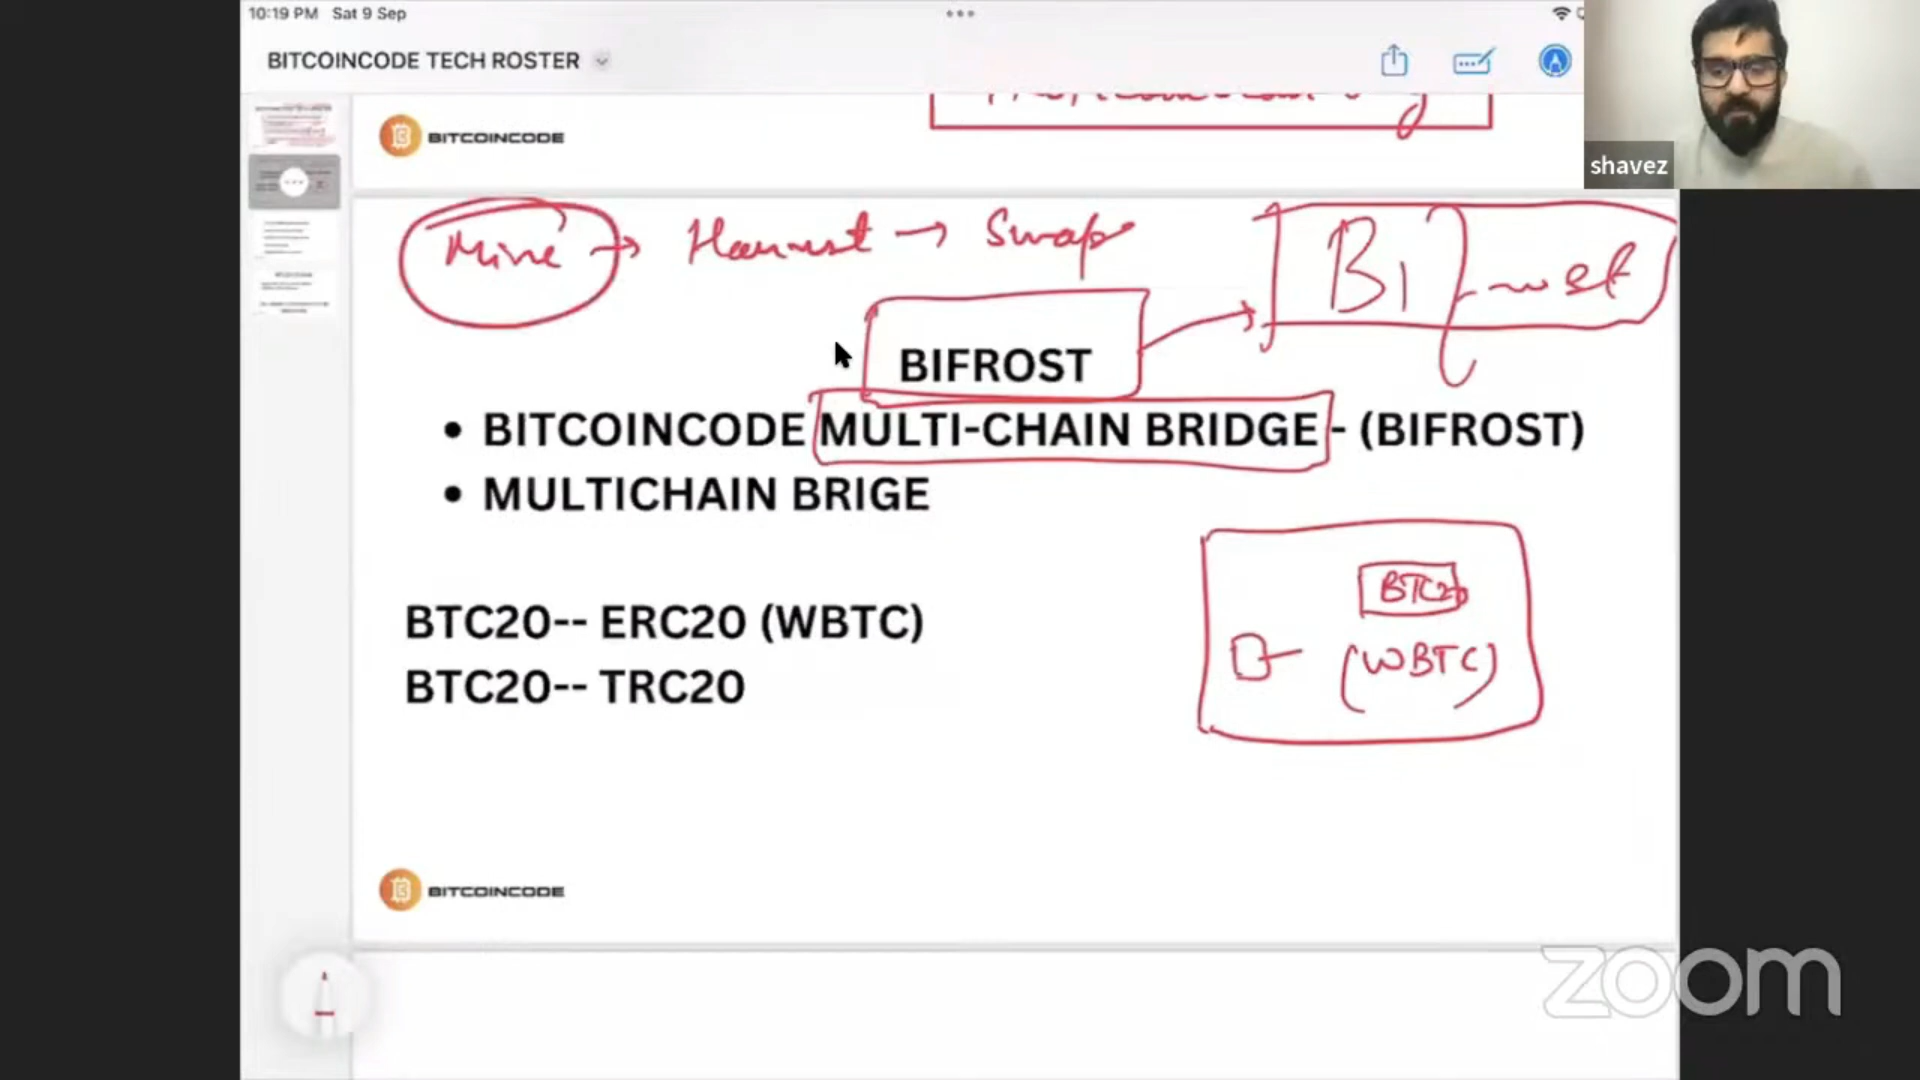 10:19 PM Sat 9 Sep
BITCOINCODE TECH ROSTER
shavez
BITCOINCODE
Mine → Harvest → Swap
BIFROST
• BITCOINCODE MULTI-CHAIN BRIDGE- (BIFROST)
• MULTICHAIN BRIGE
BTC20
BTC20-- ERC20 (WBTC)
(WBTC)
BTC20-- TRC20
BITCOINCODE
zoom